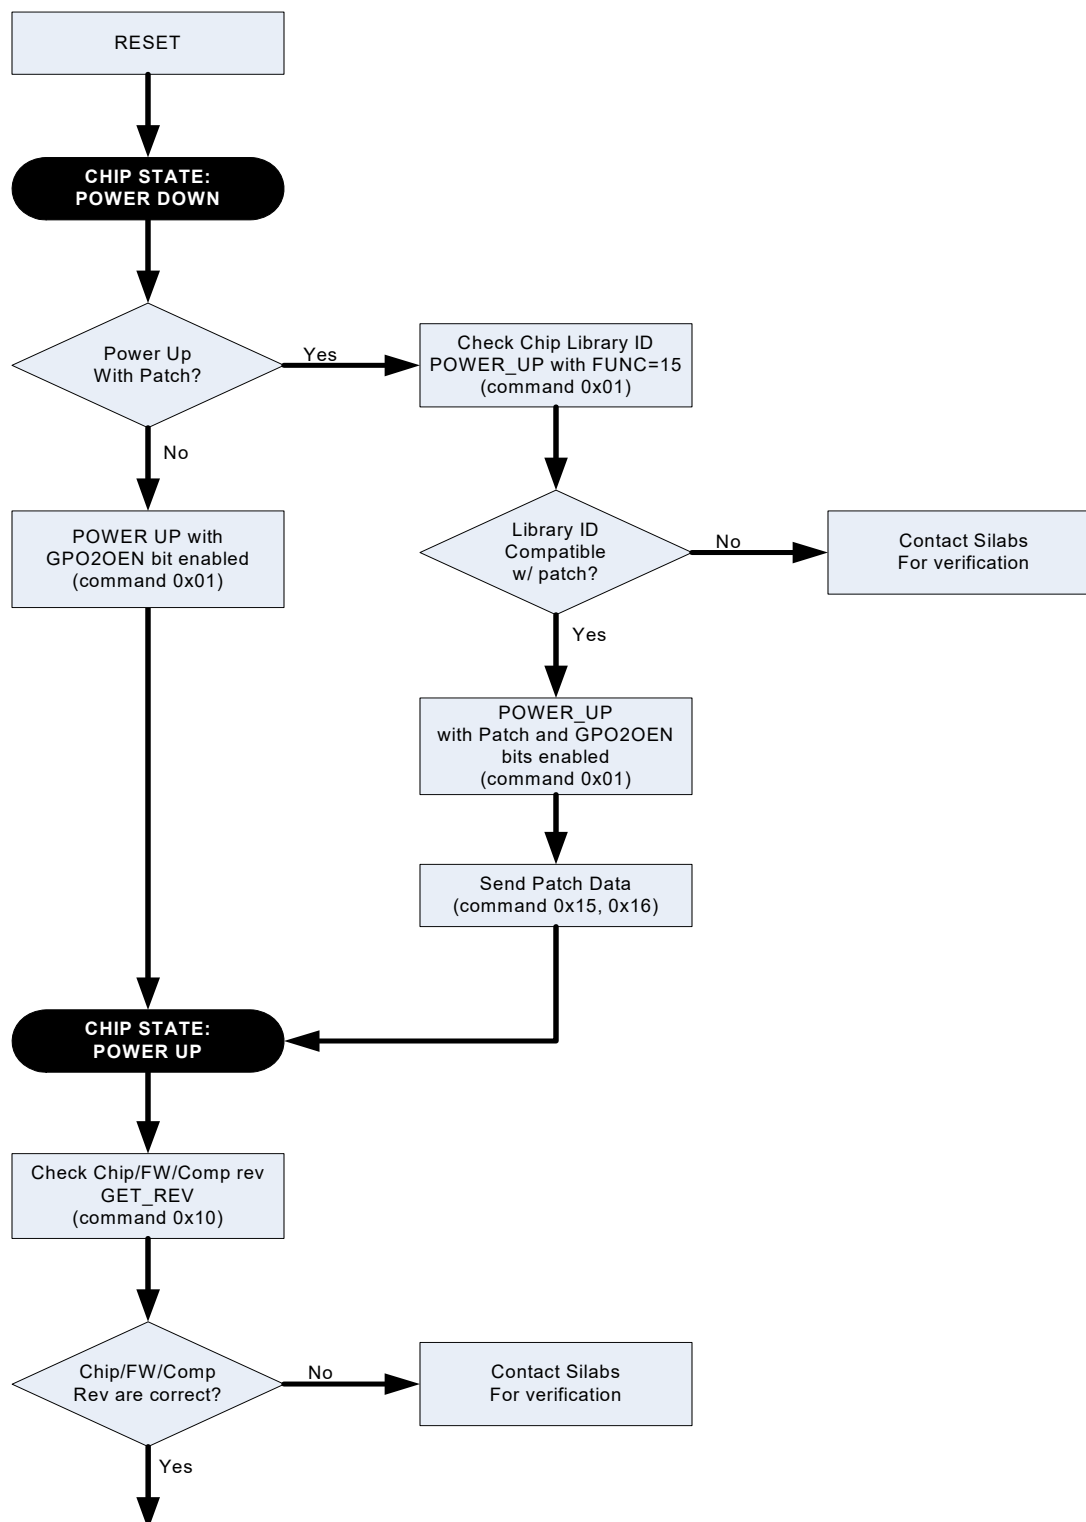 RESET
CHIP STATE:
POWER DOWN
Power Up
With Patch?
Yes
Check Chip Library ID
POWER_UP with FUNC=15
(command 0x01)
No
POWER UP with
GPO2OEN bit enabled
(command 0x01)
Library ID
Compatible
w/ patch?
No
Contact Silabs
For verification
Yes
POWER_UP
with Patch and GPO2OEN
bits enabled
(command 0x01)
Send Patch Data
(command 0x15, 0x16)
CHIP STATE:
POWER UP
Check Chip/FW/Comp rev
GET_REV
(command 0x10)
Chip/FW/Comp
Rev are correct?
No
Contact Silabs
For verification
Yes